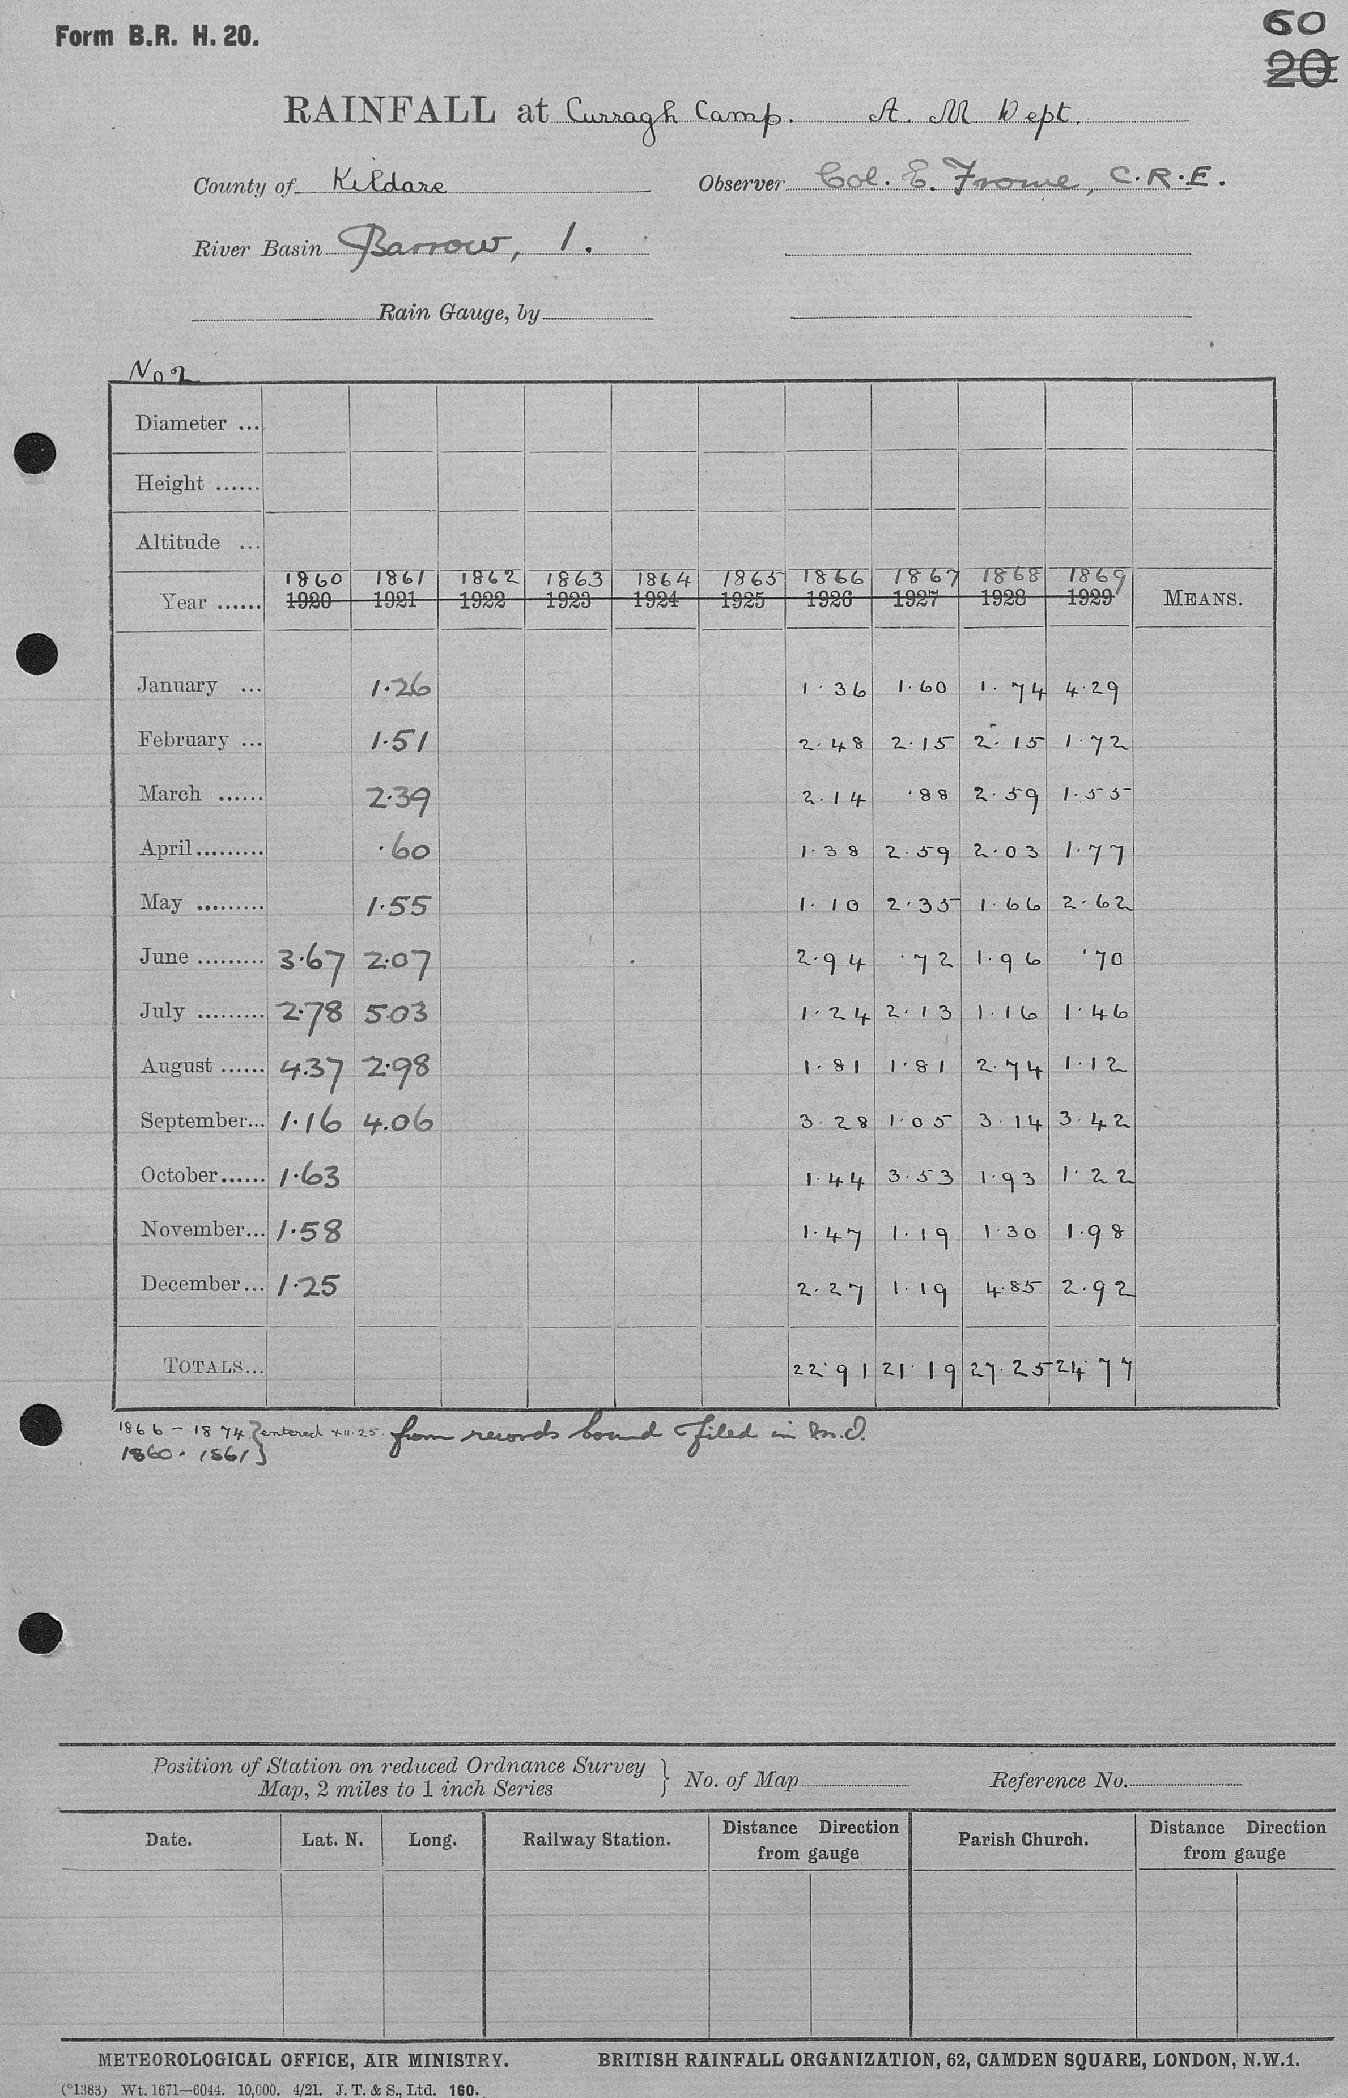 Form B.R. H. 20.
60
20
RAINFALL at Curragh Camp. A. M Dept.
County of Kildare Observer Col. E. Frome, C.R.E.
River Basin Barrow, 1.
Rain Gauge, by
No 2
Diameter ...
Height ......
Altitude ...
1860 1861 1862 1863 1864 1865 1866 1867 1868 1869
Year ...... 1920 1921 1922 1923 1924 1925 1926 1927 1928 1929 MEANS.
January ... 1.26 1.36 1.60 1.74 4.29
February ... 1.51 2.48 2.15 2.15 1.72
March ...... 2.39 2.14 .88 2.59 1.55
April......... .60 1.38 2.59 2.03 1.77
May ......... 1.55 1.10 2.35 1.66 2.62
June ......... 3.67 2.07 2.94 .72 1.96 .70
July ......... 2.78 5.03 1.24 2.13 1.16 1.46
August ...... 4.37 2.98 1.81 1.81 2.74 1.12
September... 1.16 4.06 3.28 1.05 3.14 3.42
October...... 1.63 1.44 3.53 1.93 1.22
November... 1.58 1.47 1.19 1.30 1.98
December... 1.25 2.27 1.19 4.85 2.92
TOTALS... 22.91 21.19 27.25 24.77
1866 - 1874 } entered from records bound & filed in M.O.
1860. 1861 }
Position of Station on reduced Ordnance Survey
Map, 2 miles to 1 inch Series } No. of Map Reference No.
Date. Lat. N. Long. Railway Station. Distance Direction from gauge Parish Church. Distance Direction from gauge
METEOROLOGICAL OFFICE, AIR MINISTRY. BRITISH RAINFALL ORGANIZATION, 62, CAMDEN SQUARE, LONDON, N.W.1.
(*1383) Wt. 1671—6044. 10,000. 4/21. J. T. & S., Ltd. 160.